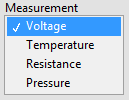 Measurement
✓ Voltage
Temperature
Resistance
Pressure